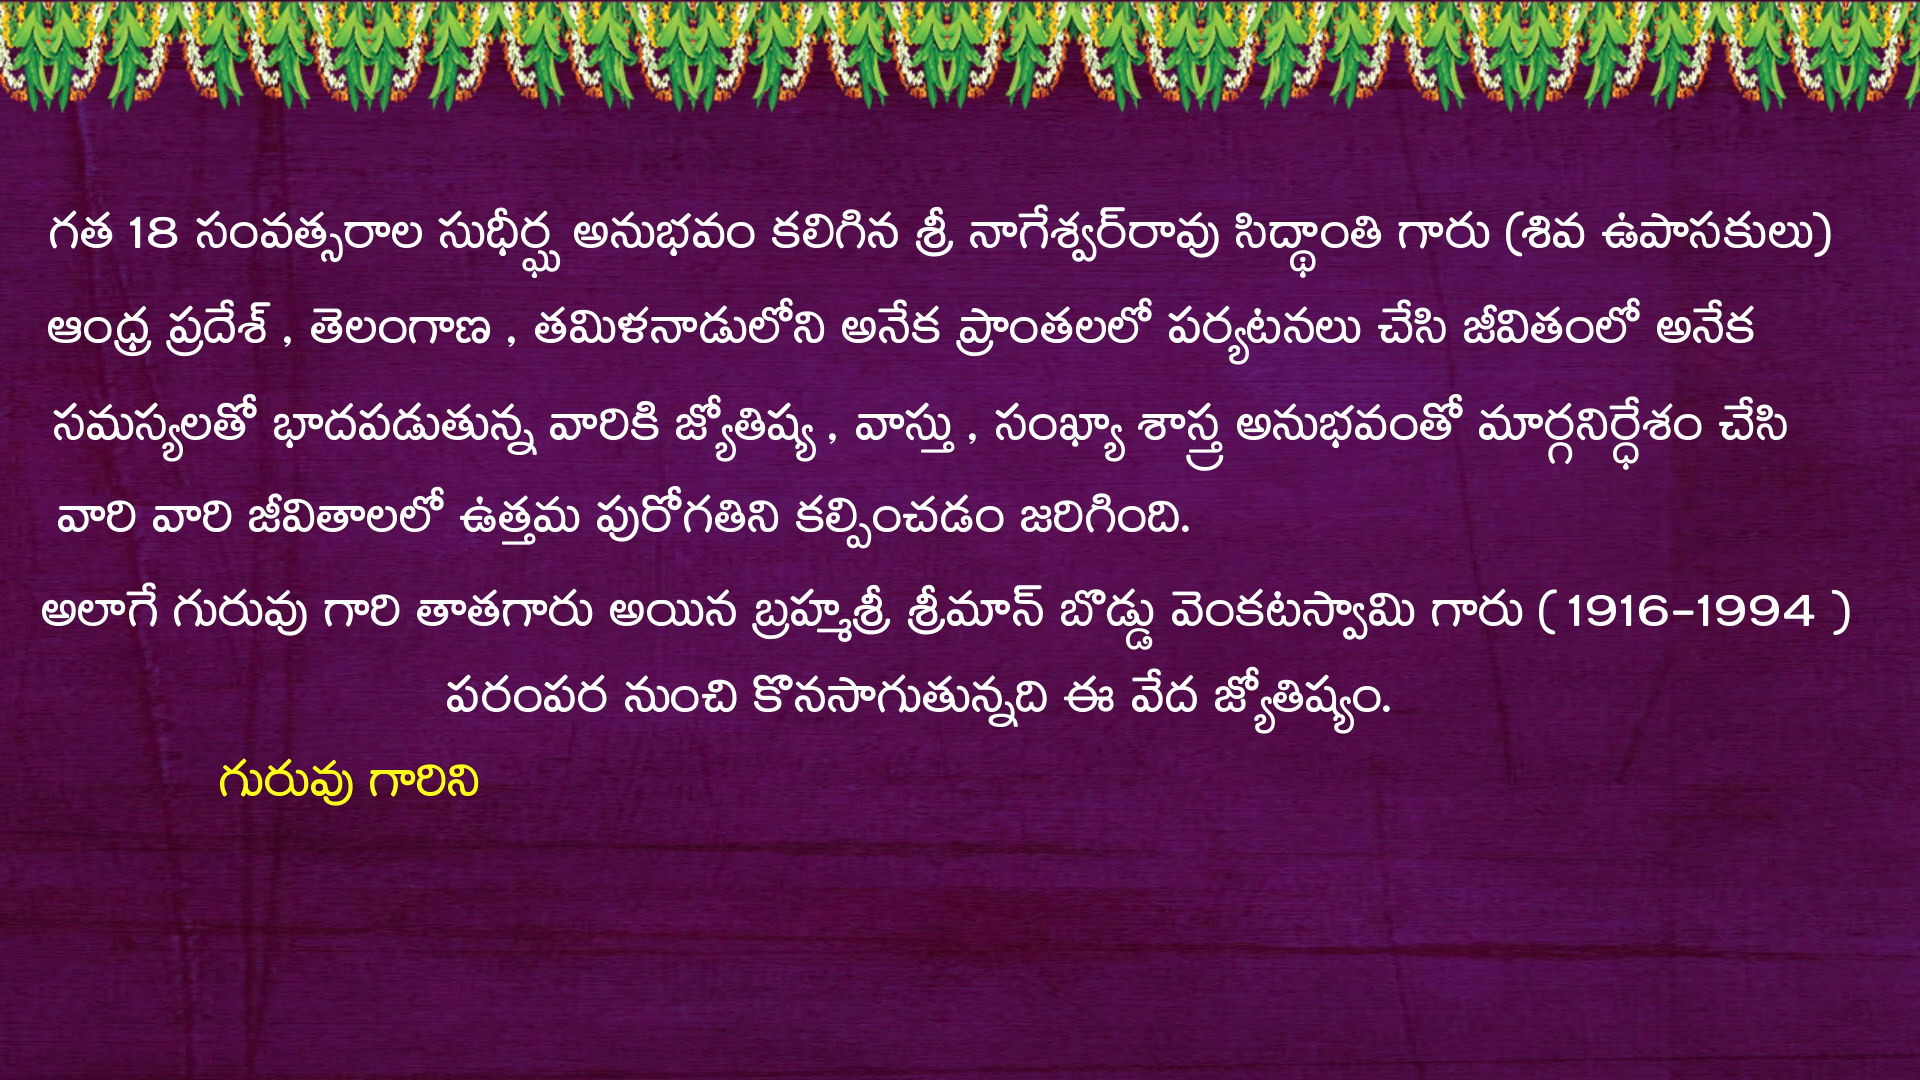 గత 18 సంవత్సరాల సుధీర్ఘ అనుభవం కలిగిన శ్రీ నాగేశ్వర్‌రావు సిద్ధాంతి గారు (శివ ఉపాసకులు)
ఆంధ్ర ప్రదేశ్ , తెలంగాణ , తమిళనాడులోని అనేక ప్రాంతలలో పర్యటనలు చేసి జీవితంలో అనేక
సమస్యలతో భాదపడుతున్న వారికి జ్యోతిష్య , వాస్తు , సంఖ్యా శాస్త్ర అనుభవంతో మార్గనిర్ధేశం చేసి
వారి వారి జీవితాలలో ఉత్తమ పురోగతిని కల్పించడం జరిగింది.
అలాగే గురువు గారి తాతగారు అయిన బ్రహ్మశ్రీ శ్రీమాన్ బొడ్డు వెంకటస్వామి గారు ( 1916-1994 )
పరంపర నుంచి కొనసాగుతున్నది ఈ వేద జ్యోతిష్యం.
గురువు గారిని